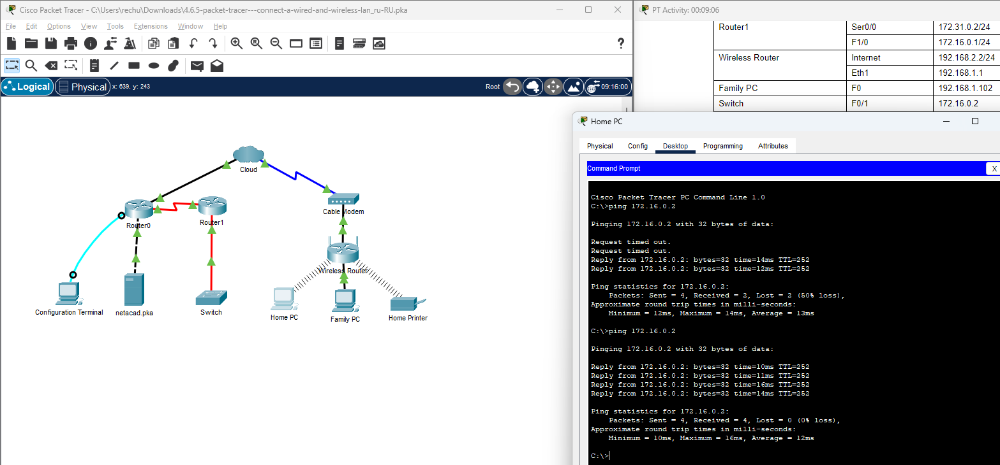 Cisco Packet Tracer - C:\Users\rechu\Downloads\4.6.5-packet-tracer---connect-a-wired-and-wireless-lan_ru-RU.pka
File Edit Options View Tools Extensions Window Help
?
Logical Physical x: 639, y: 243
Root 09:16:00
Cloud
Cable Modem
Router0
Router1
Wireless Router
Configuration Terminal
netacad.pka
Switch
Home PC
Family PC
Home Printer
PT Activity: 00:09:06
Router1 Ser0/0 172.31.0.2/24
F1/0 172.16.0.1/24
Wireless Router Internet 192.168.2.2/24
Eth1 192.168.1.1
Family PC F0 192.168.1.102
Switch F0/1 172.16.0.2
Home PC
Physical Config Desktop Programming Attributes
Command Prompt X
Cisco Packet Tracer PC Command Line 1.0
C:\>ping 172.16.0.2
Pinging 172.16.0.2 with 32 bytes of data:
Request timed out.
Request timed out.
Reply from 172.16.0.2: bytes=32 time=14ms TTL=252
Reply from 172.16.0.2: bytes=32 time=12ms TTL=252
Ping statistics for 172.16.0.2:
Packets: Sent = 4, Received = 2, Lost = 2 (50% loss),
Approximate round trip times in milli-seconds:
Minimum = 12ms, Maximum = 14ms, Average = 13ms
C:\>ping 172.16.0.2
Pinging 172.16.0.2 with 32 bytes of data:
Reply from 172.16.0.2: bytes=32 time=10ms TTL=252
Reply from 172.16.0.2: bytes=32 time=11ms TTL=252
Reply from 172.16.0.2: bytes=32 time=16ms TTL=252
Reply from 172.16.0.2: bytes=32 time=14ms TTL=252
Ping statistics for 172.16.0.2:
Packets: Sent = 4, Received = 4, Lost = 0 (0% loss),
Approximate round trip times in milli-seconds:
Minimum = 10ms, Maximum = 16ms, Average = 12ms
C:\>